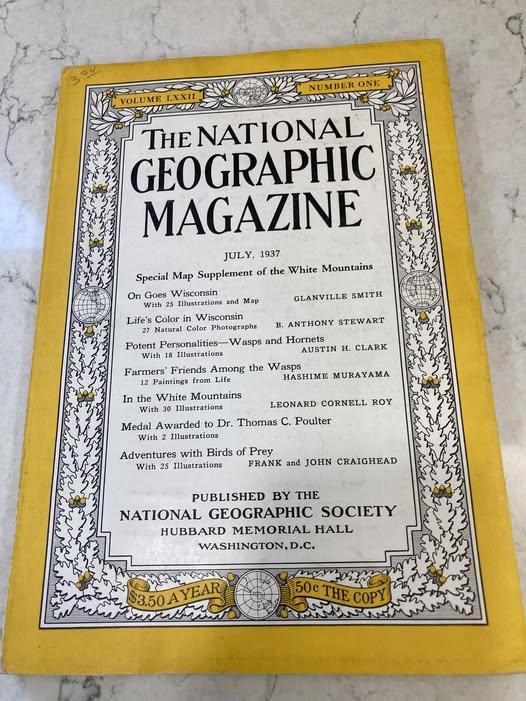 3.00
VOLUME LXXII NUMBER ONE
THE NATIONAL
GEOGRAPHIC
MAGAZINE
JULY, 1937
Special Map Supplement of the White Mountains
On Goes Wisconsin
With 25 Illustrations and Map GLANVILLE SMITH
Life's Color in Wisconsin
27 Natural Color Photographs B. ANTHONY STEWART
Potent Personalities—Wasps and Hornets
With 18 Illustrations AUSTIN H. CLARK
Farmers' Friends Among the Wasps
12 Paintings from Life HASHIME MURAYAMA
In the White Mountains
With 30 Illustrations LEONARD CORNELL ROY
Medal Awarded to Dr. Thomas C. Poulter
With 2 Illustrations
Adventures with Birds of Prey
With 25 Illustrations FRANK and JOHN CRAIGHEAD
PUBLISHED BY THE
NATIONAL GEOGRAPHIC SOCIETY
HUBBARD MEMORIAL HALL
WASHINGTON, D.C.
$3.50 A YEAR 50c THE COPY